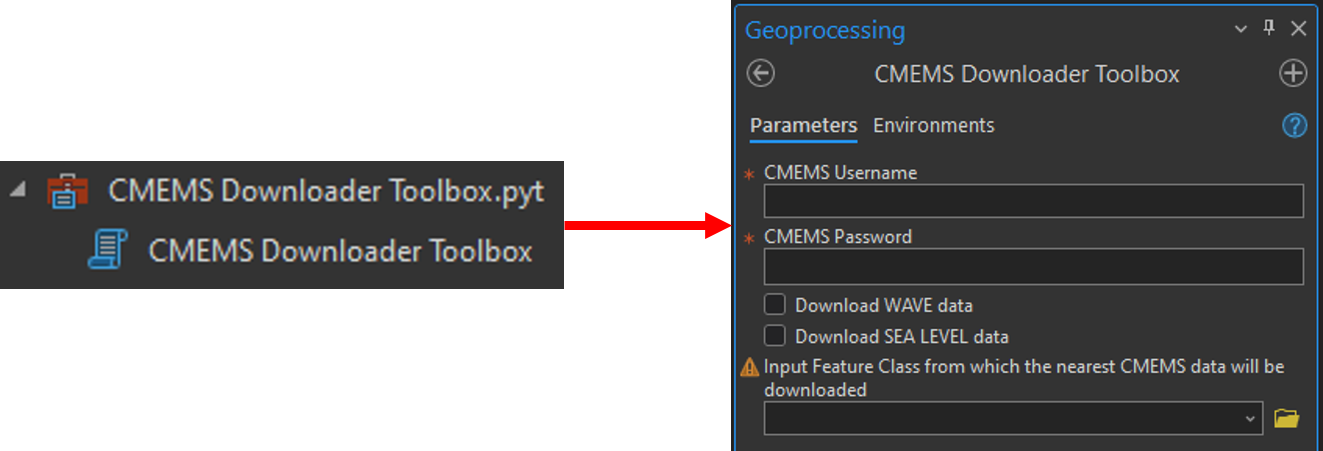 CMEMS Downloader Toolbox.pyt
CMEMS Downloader Toolbox
Geoprocessing
CMEMS Downloader Toolbox
Parameters Environments
* CMEMS Username
* CMEMS Password
Download WAVE data
Download SEA LEVEL data
Input Feature Class from which the nearest CMEMS data will be
downloaded